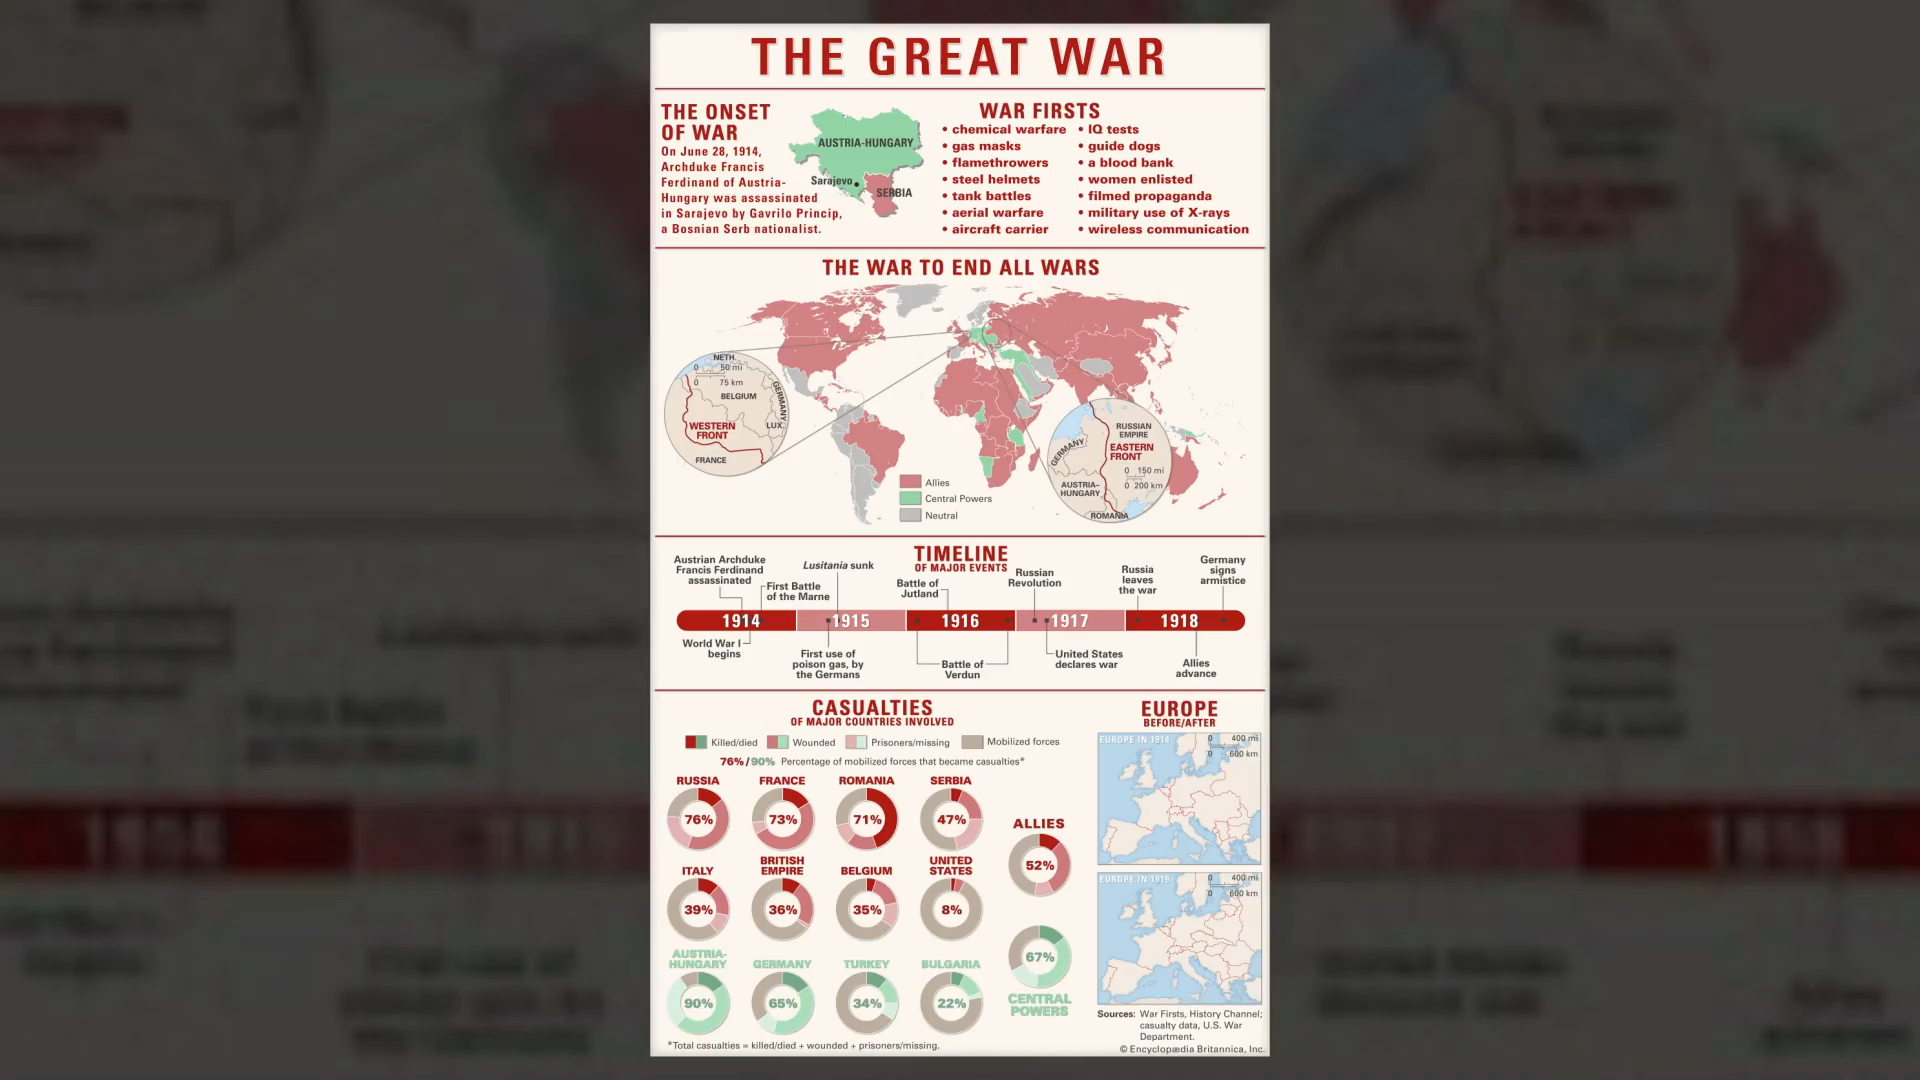 THE GREAT WAR
THE ONSET
OF WAR
On June 28, 1914,
Archduke Francis
Ferdinand of Austria-
Hungary was assassinated
in Sarajevo by Gavrilo Princip,
a Bosnian Serb nationalist.
AUSTRIA-HUNGARY
Sarajevo
SERBIA
WAR FIRSTS
• chemical warfare
• gas masks
• flamethrowers
• steel helmets
• tank battles
• aerial warfare
• aircraft carrier
• IQ tests
• guide dogs
• a blood bank
• women enlisted
• filmed propaganda
• military use of X-rays
• wireless communication
THE WAR TO END ALL WARS
NETH.
0 50 mi
0 75 km
BELGIUM
GERMANY
LUX.
WESTERN
FRONT
FRANCE
Allies
Central Powers
Neutral
RUSSIAN
EMPIRE
GERMANY
EASTERN
FRONT
0 150 mi
0 200 km
AUSTRIA-
HUNGARY
ROMANIA
TIMELINE
OF MAJOR EVENTS
Austrian Archduke
Francis Ferdinand
assassinated
First Battle
of the Marne
Lusitania sunk
Battle of
Jutland
Russian
Revolution
Russia
leaves
the war
Germany
signs
armistice
1914
1915
1916
1917
1918
World War I
begins
First use of
poison gas, by
the Germans
Battle of
Verdun
United States
declares war
Allies
advance
CASUALTIES
OF MAJOR COUNTRIES INVOLVED
Killed/died
Wounded
Prisoners/missing
Mobilized forces
76%/90% Percentage of mobilized forces that became casualties*
RUSSIA
76%
FRANCE
73%
ROMANIA
71%
SERBIA
47%
ITALY
39%
BRITISH
EMPIRE
36%
BELGIUM
35%
UNITED
STATES
8%
AUSTRIA-
HUNGARY
90%
GERMANY
65%
TURKEY
34%
BULGARIA
22%
ALLIES
52%
67%
CENTRAL
POWERS
*Total casualties = killed/died + wounded + prisoners/missing.
EUROPE
BEFORE/AFTER
EUROPE IN 1914
0 400 mi
0 600 km
EUROPE IN 1919
0 400 mi
0 600 km
Sources: War Firsts, History Channel;
casualty data, U.S. War
Department.
© Encyclopædia Britannica, Inc.